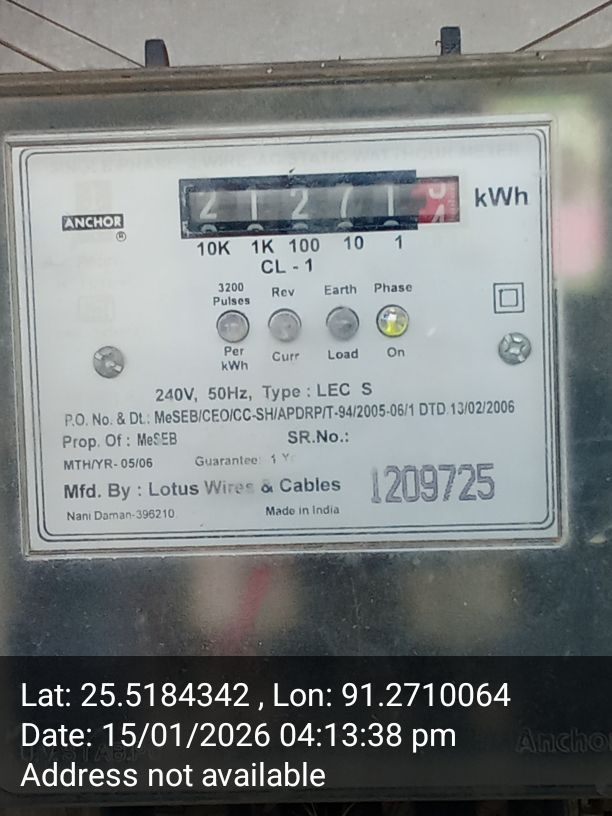 2 1 2 7 1
kWh
ANCHOR
®
10K 1K 100 10 1
CL - 1
3200 Pulses Per kWh
Rev Curr
Earth Load
Phase On
240V, 50Hz, Type : LEC S
P.O. No. & Dt.: MeSEB/CEO/CC-SH/APDRP/T-94/2005-06/1 DTD 13/02/2006
Prop. Of : MeSEB SR.No.:
MTH/YR- 05/06 Guarantee: 1
Mfd. By : Lotus Wires & Cables 1209725
Nani Daman-396210 Made in India
Lat: 25.5184342 , Lon: 91.2710064
Date: 15/01/2026 04:13:38 pm
Address not available